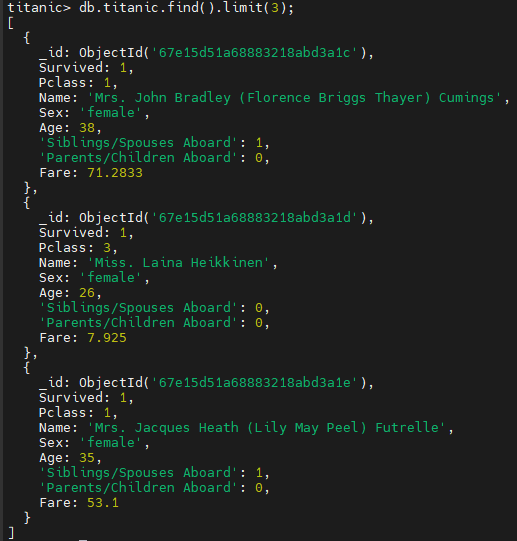 titanic> db.titanic.find().limit(3);
[
  {
    _id: ObjectId('67e15d51a68883218abd3a1c'),
    Survived: 1,
    Pclass: 1,
    Name: 'Mrs. John Bradley (Florence Briggs Thayer) Cumings',
    Sex: 'female',
    Age: 38,
    'Siblings/Spouses Aboard': 1,
    'Parents/Children Aboard': 0,
    Fare: 71.2833
  },
  {
    _id: ObjectId('67e15d51a68883218abd3a1d'),
    Survived: 1,
    Pclass: 3,
    Name: 'Miss. Laina Heikkinen',
    Sex: 'female',
    Age: 26,
    'Siblings/Spouses Aboard': 0,
    'Parents/Children Aboard': 0,
    Fare: 7.925
  },
  {
    _id: ObjectId('67e15d51a68883218abd3a1e'),
    Survived: 1,
    Pclass: 1,
    Name: 'Mrs. Jacques Heath (Lily May Peel) Futrelle',
    Sex: 'female',
    Age: 35,
    'Siblings/Spouses Aboard': 1,
    'Parents/Children Aboard': 0,
    Fare: 53.1
  }
]